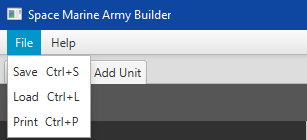 Space Marine Army Builder
File Help
Save Ctrl+S
Add Unit
Load Ctrl+L
Print Ctrl+P